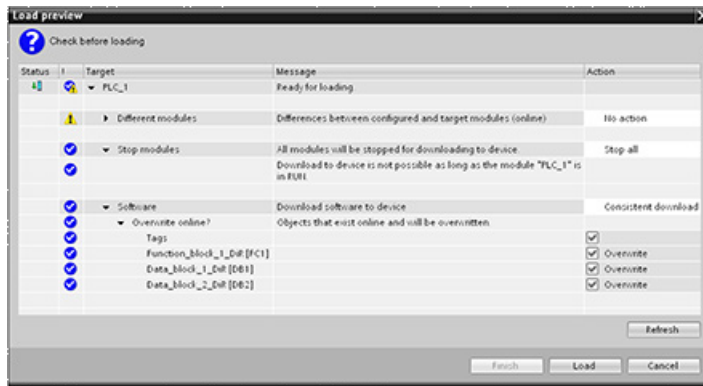 Load preview
Check before loading
Status ! Target Message Action
PLC_1 Ready for loading
Different modules Differences between configured and target modules (online) No action
Stop modules All modules will be stopped for downloading to device. Stop all
Download to device is not possible as long as the module "PLC_1" is
in RUN.
Software Download software to device Consistent download
Overwrite online? Objects that exist online and will be overwritten
Tags
Function_block_1_DiR [FC1] Overwrite
Data_block_1_DiR [DB1] Overwrite
Data_block_2_DiR [DB2] Overwrite
Refresh
Finish Load Cancel